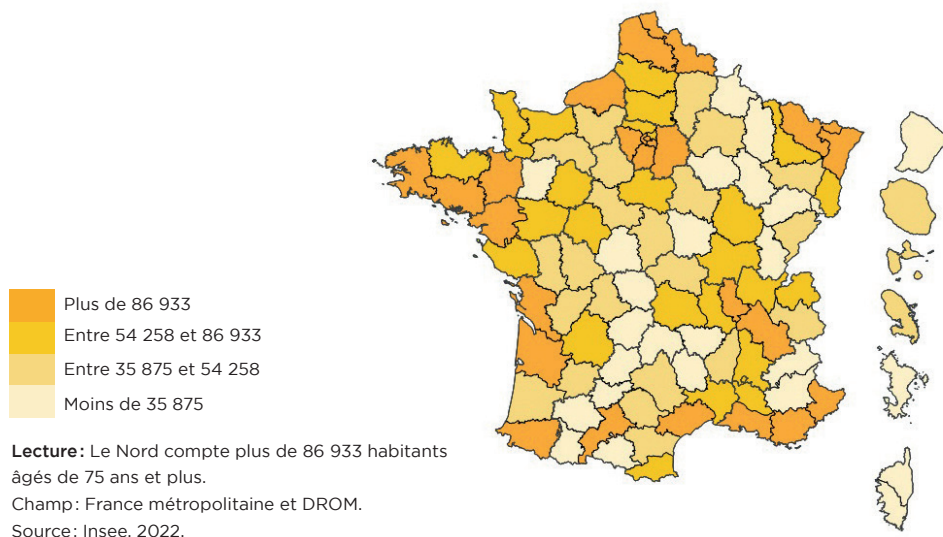 Plus de 86 933
Entre 54 258 et 86 933
Entre 35 875 et 54 258
Moins de 35 875
Lecture : Le Nord compte plus de 86 933 habitants
âgés de 75 ans et plus.
Champ : France métropolitaine et DROM.
Source : Insee, 2022.